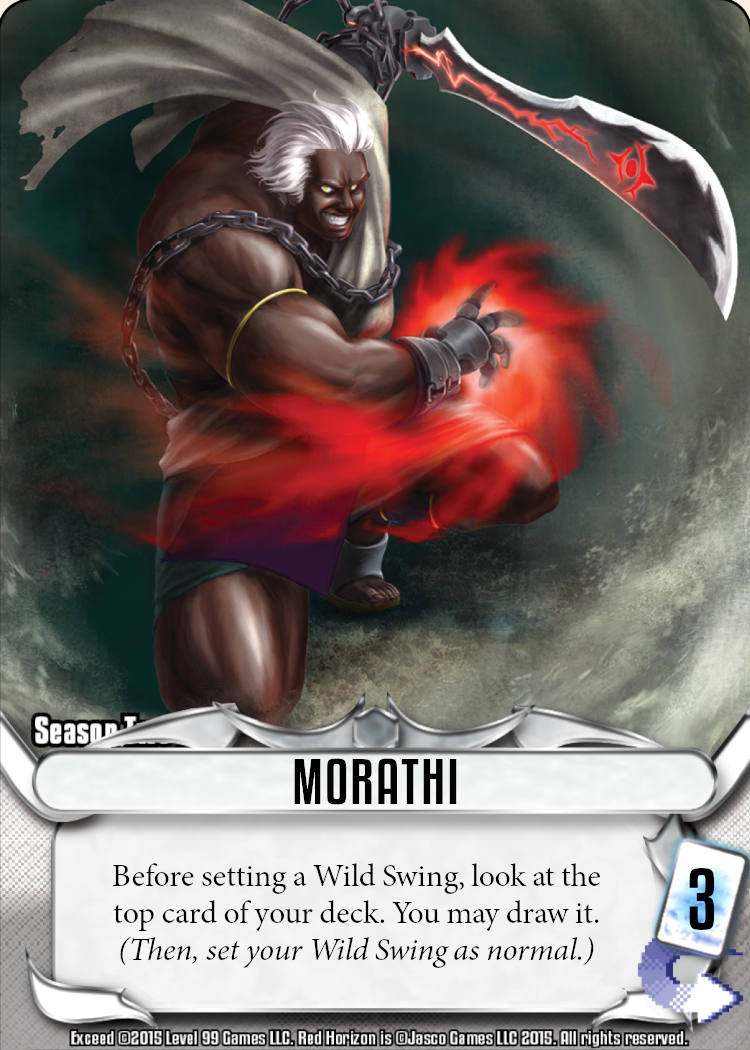 Season
MORATHI
Before setting a Wild Swing, look at the
top card of your deck. You may draw it.
(Then, set your Wild Swing as normal.)
3
Exceed ©2015 Level 99 Games LLC. Red Horizon is ©Jasco Games LLC 2015. All rights reserved.